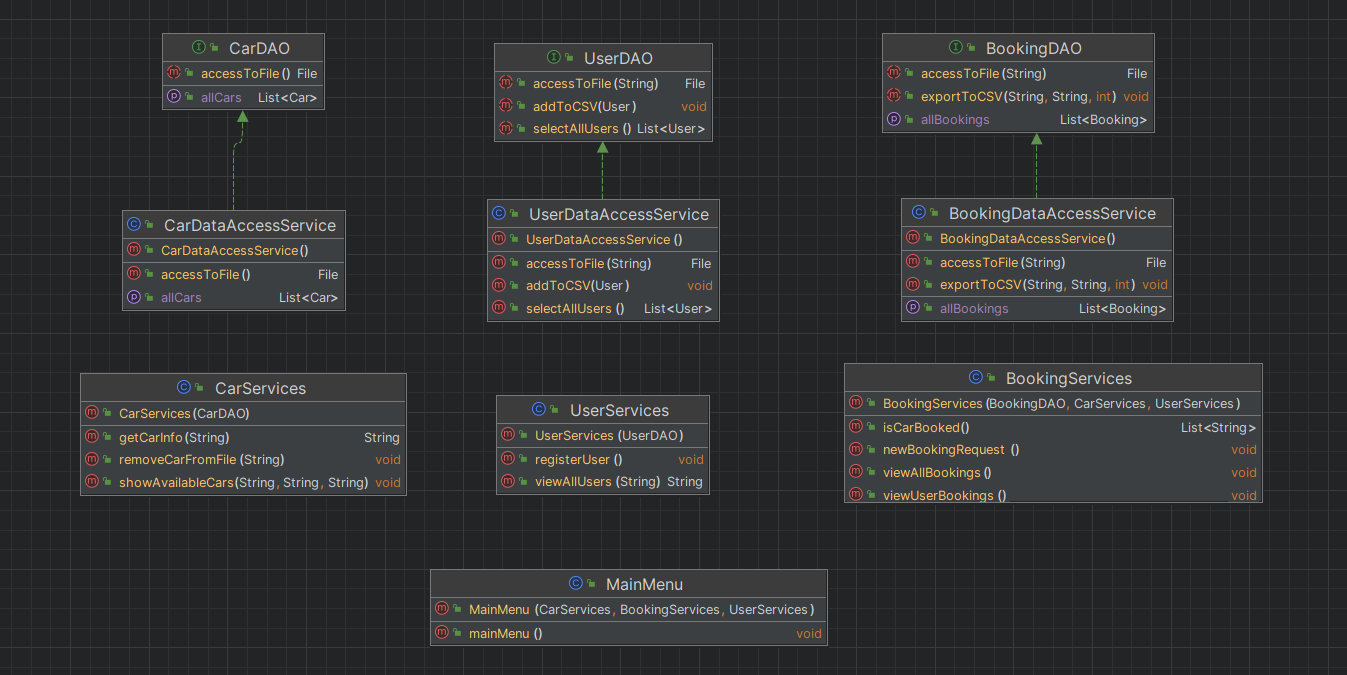 CarDAO
accessToFile() File
allCars List<Car>
UserDAO
accessToFile(String) File
addToCSV(User) void
selectAllUsers() List<User>
BookingDAO
accessToFile(String) File
exportToCSV(String, String, int) void
allBookings List<Booking>
CarDataAccessService
CarDataAccessService()
accessToFile() File
allCars List<Car>
UserDataAccessService
UserDataAccessService()
accessToFile(String) File
addToCSV(User) void
selectAllUsers() List<User>
BookingDataAccessService
BookingDataAccessService()
accessToFile(String) File
exportToCSV(String, String, int) void
allBookings List<Booking>
CarServices
CarServices(CarDAO)
getCarInfo(String) String
removeCarFromFile(String) void
showAvailableCars(String, String, String) void
UserServices
UserServices(UserDAO)
registerUser() void
viewAllUsers(String) String
BookingServices
BookingServices(BookingDAO, CarServices, UserServices)
isCarBooked() List<String>
newBookingRequest() void
viewAllBookings() void
viewUserBookings() void
MainMenu
MainMenu(CarServices, BookingServices, UserServices)
mainMenu() void